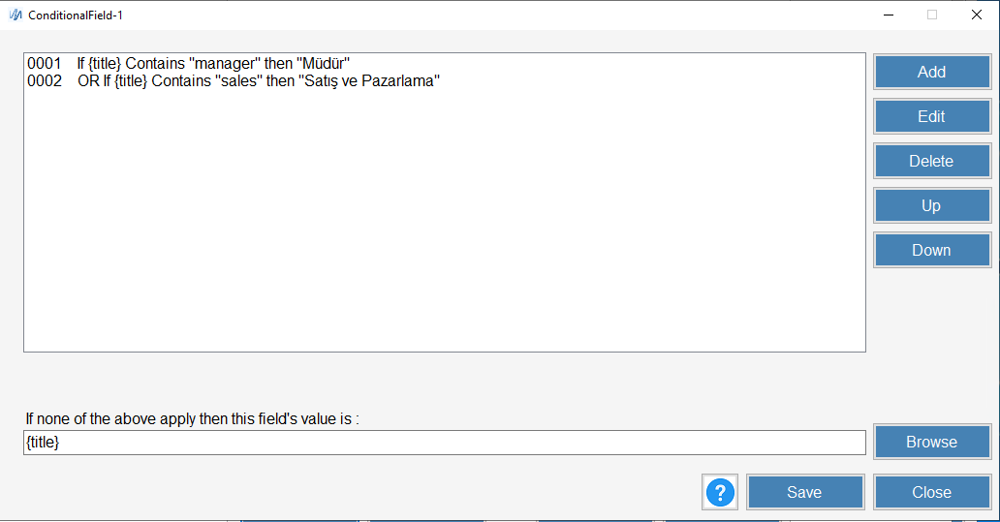 ConditionalField-1
0001 If {title} Contains "manager" then "Müdür"
0002 OR If {title} Contains "sales" then "Satış ve Pazarlama"
Add
Edit
Delete
Up
Down
If none of the above apply then this field's value is :
{title}
Browse
?
Save
Close